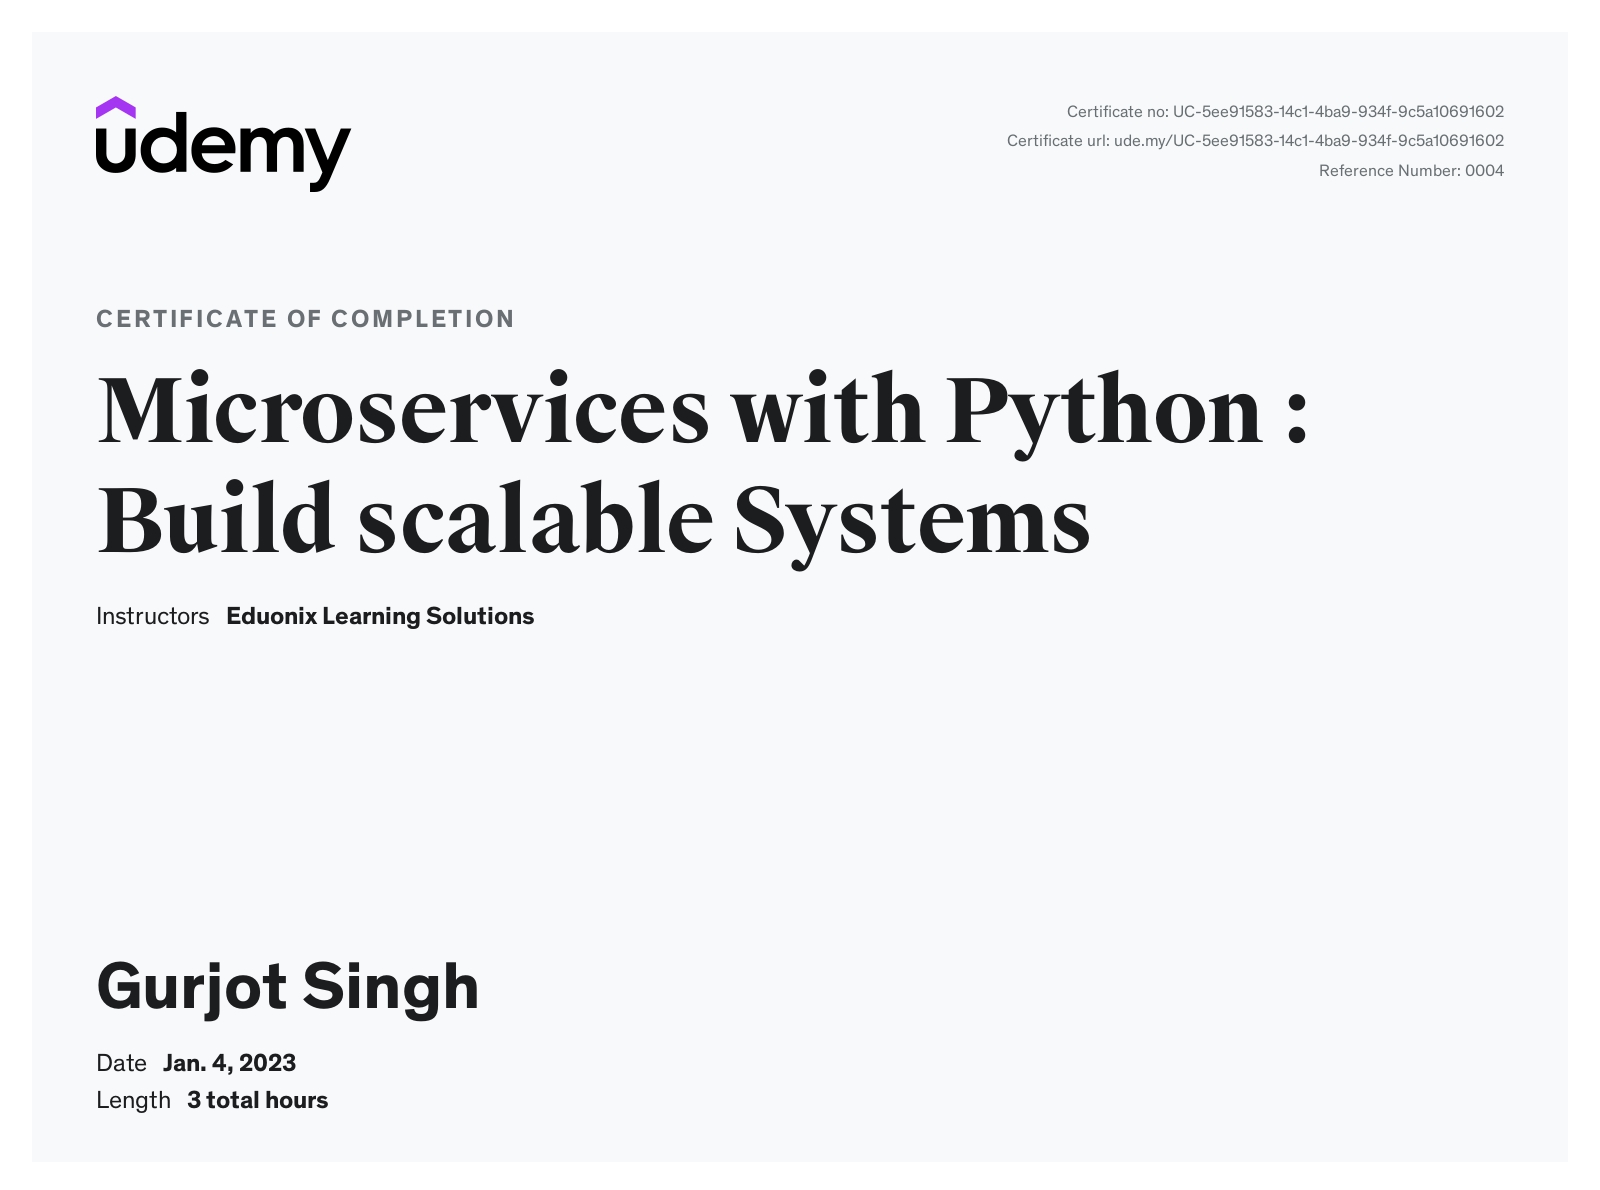 udemy
Certificate no: UC-5ee91583-14c1-4ba9-934f-9c5a10691602
Certificate url: ude.my/UC-5ee91583-14c1-4ba9-934f-9c5a10691602
Reference Number: 0004
CERTIFICATE OF COMPLETION
Microservices with Python :
Build scalable Systems
Instructors Eduonix Learning Solutions
Gurjot Singh
Date Jan. 4, 2023
Length 3 total hours